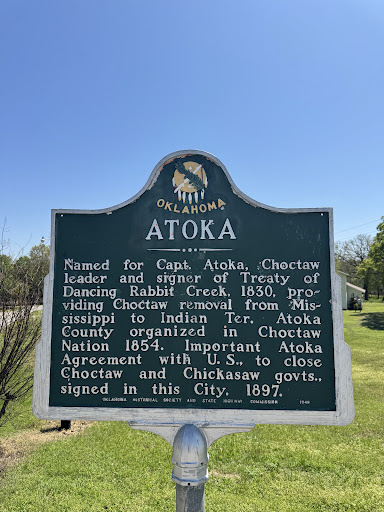 OKLAHOMA
ATOKA
Named for Capt. Atoka, Choctaw
leader and signer of Treaty of
Dancing Rabbit Creek, 1830, pro-
viding Choctaw removal from Mis-
sissippi to Indian Ter. Atoka
County organized in Choctaw
Nation 1854. Important Atoka
Agreement with U.S., to close
Choctaw and Chickasaw govts.,
signed in this City, 1897.
OKLAHOMA HISTORICAL SOCIETY AND STATE HIGHWAY COMMISSION 1949